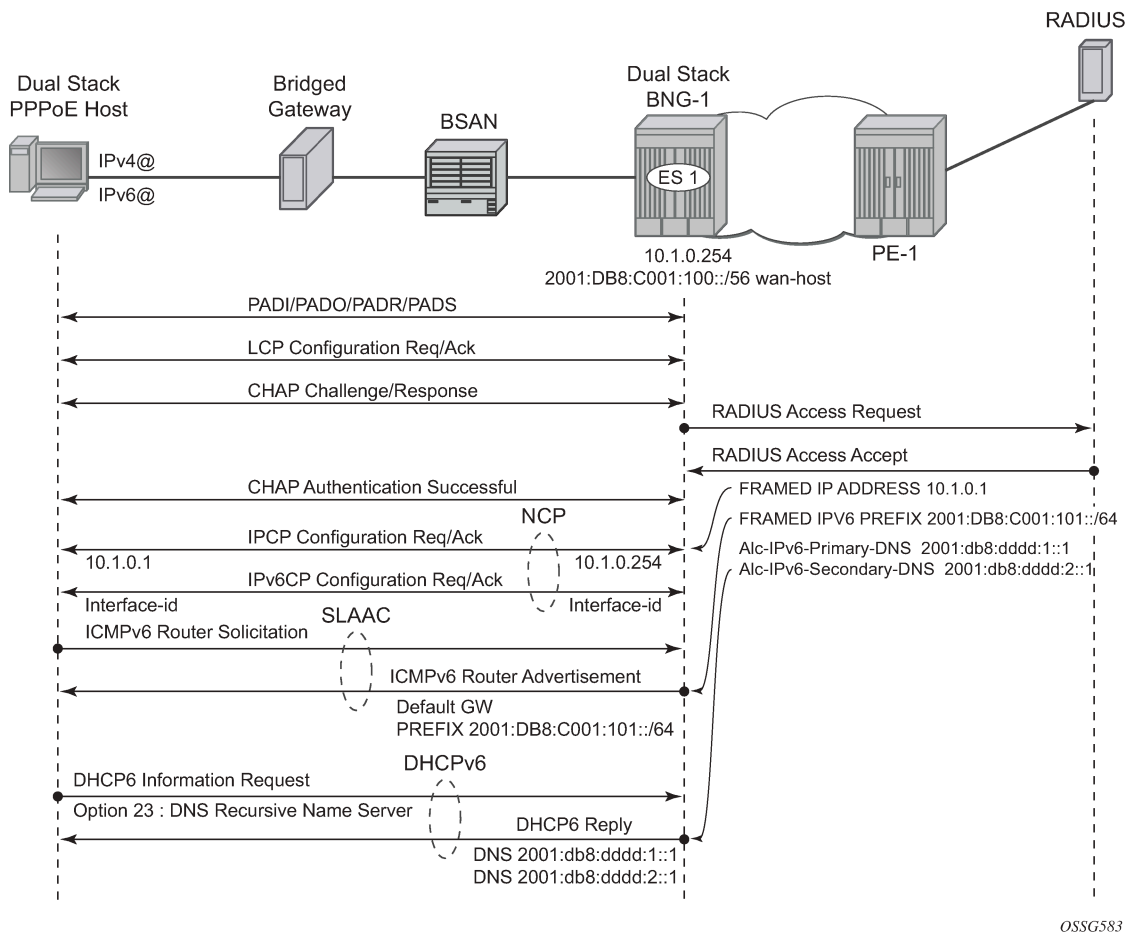 RADIUS
Dual Stack
PPPoE Host
Bridged
Gateway
BSAN
Dual Stack
BNG-1
IPv4@
IPv6@
ES 1
10.1.0.254
2001:DB8:C001:100::/56 wan-host
PE-1
PADI/PADO/PADR/PADS
LCP Configuration Req/Ack
CHAP Challenge/Response
RADIUS Access Request
RADIUS Access Accept
CHAP Authentication Successful
FRAMED IP ADDRESS 10.1.0.1
NCP
FRAMED IPV6 PREFIX 2001:DB8:C001:101::/64
IPCP Configuration Req/Ack
Alc-IPv6-Primary-DNS 2001:db8:dddd:1::1
10.1.0.1
10.1.0.254
Alc-IPv6-Secondary-DNS 2001:db8:dddd:2::1
IPv6CP Configuration Req/Ack
Interface-id
Interface-id
SLAAC
ICMPv6 Router Solicitation
ICMPv6 Router Advertisement
Default GW
PREFIX 2001:DB8:C001:101::/64
DHCPv6
DHCP6 Information Request
Option 23 : DNS Recursive Name Server
DHCP6 Reply
DNS 2001:db8:dddd:1::1
DNS 2001:db8:dddd:2::1
OSSG583